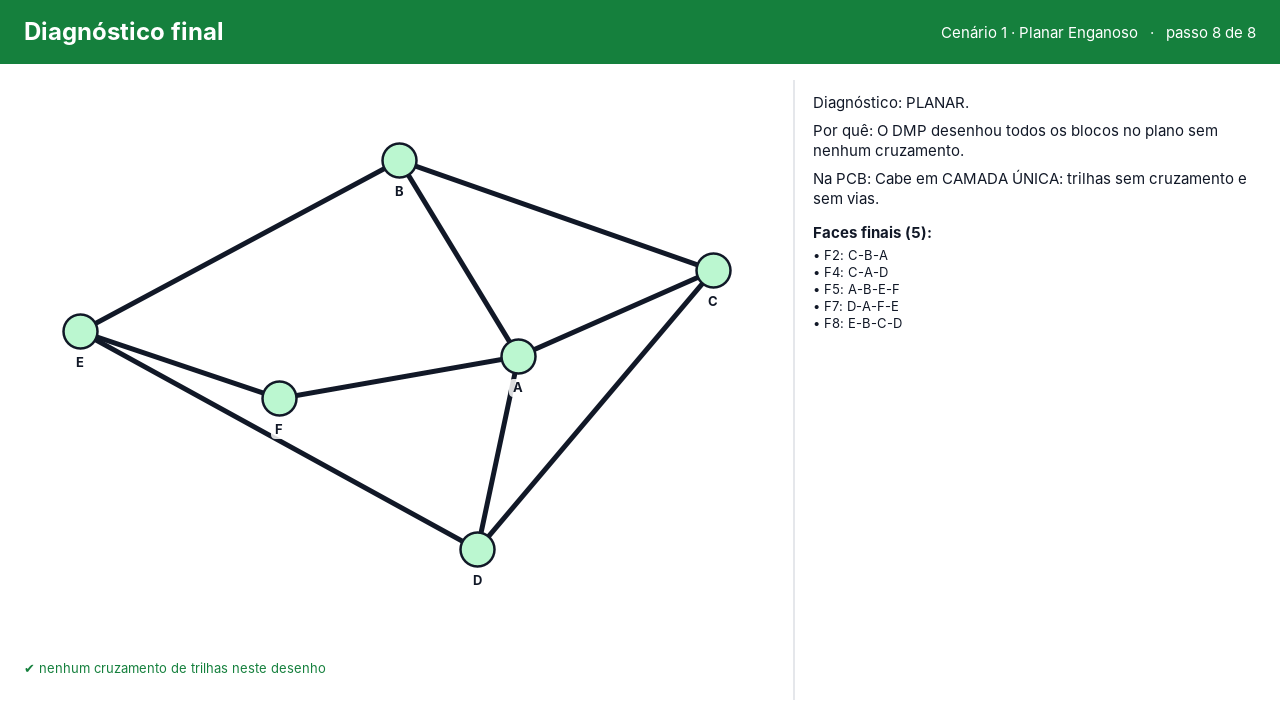 Diagnóstico final
Cenário 1 · Planar Enganoso · passo 8 de 8
B
C
E
A
F
D
✔ nenhum cruzamento de trilhas neste desenho
Diagnóstico: PLANAR.
Por quê: O DMP desenhou todos os blocos no plano sem
nenhum cruzamento.
Na PCB: Cabe em CAMADA ÚNICA: trilhas sem cruzamento e
sem vias.
Faces finais (5):
• F2: C-B-A
• F4: C-A-D
• F5: A-B-E-F
• F7: D-A-F-E
• F8: E-B-C-D